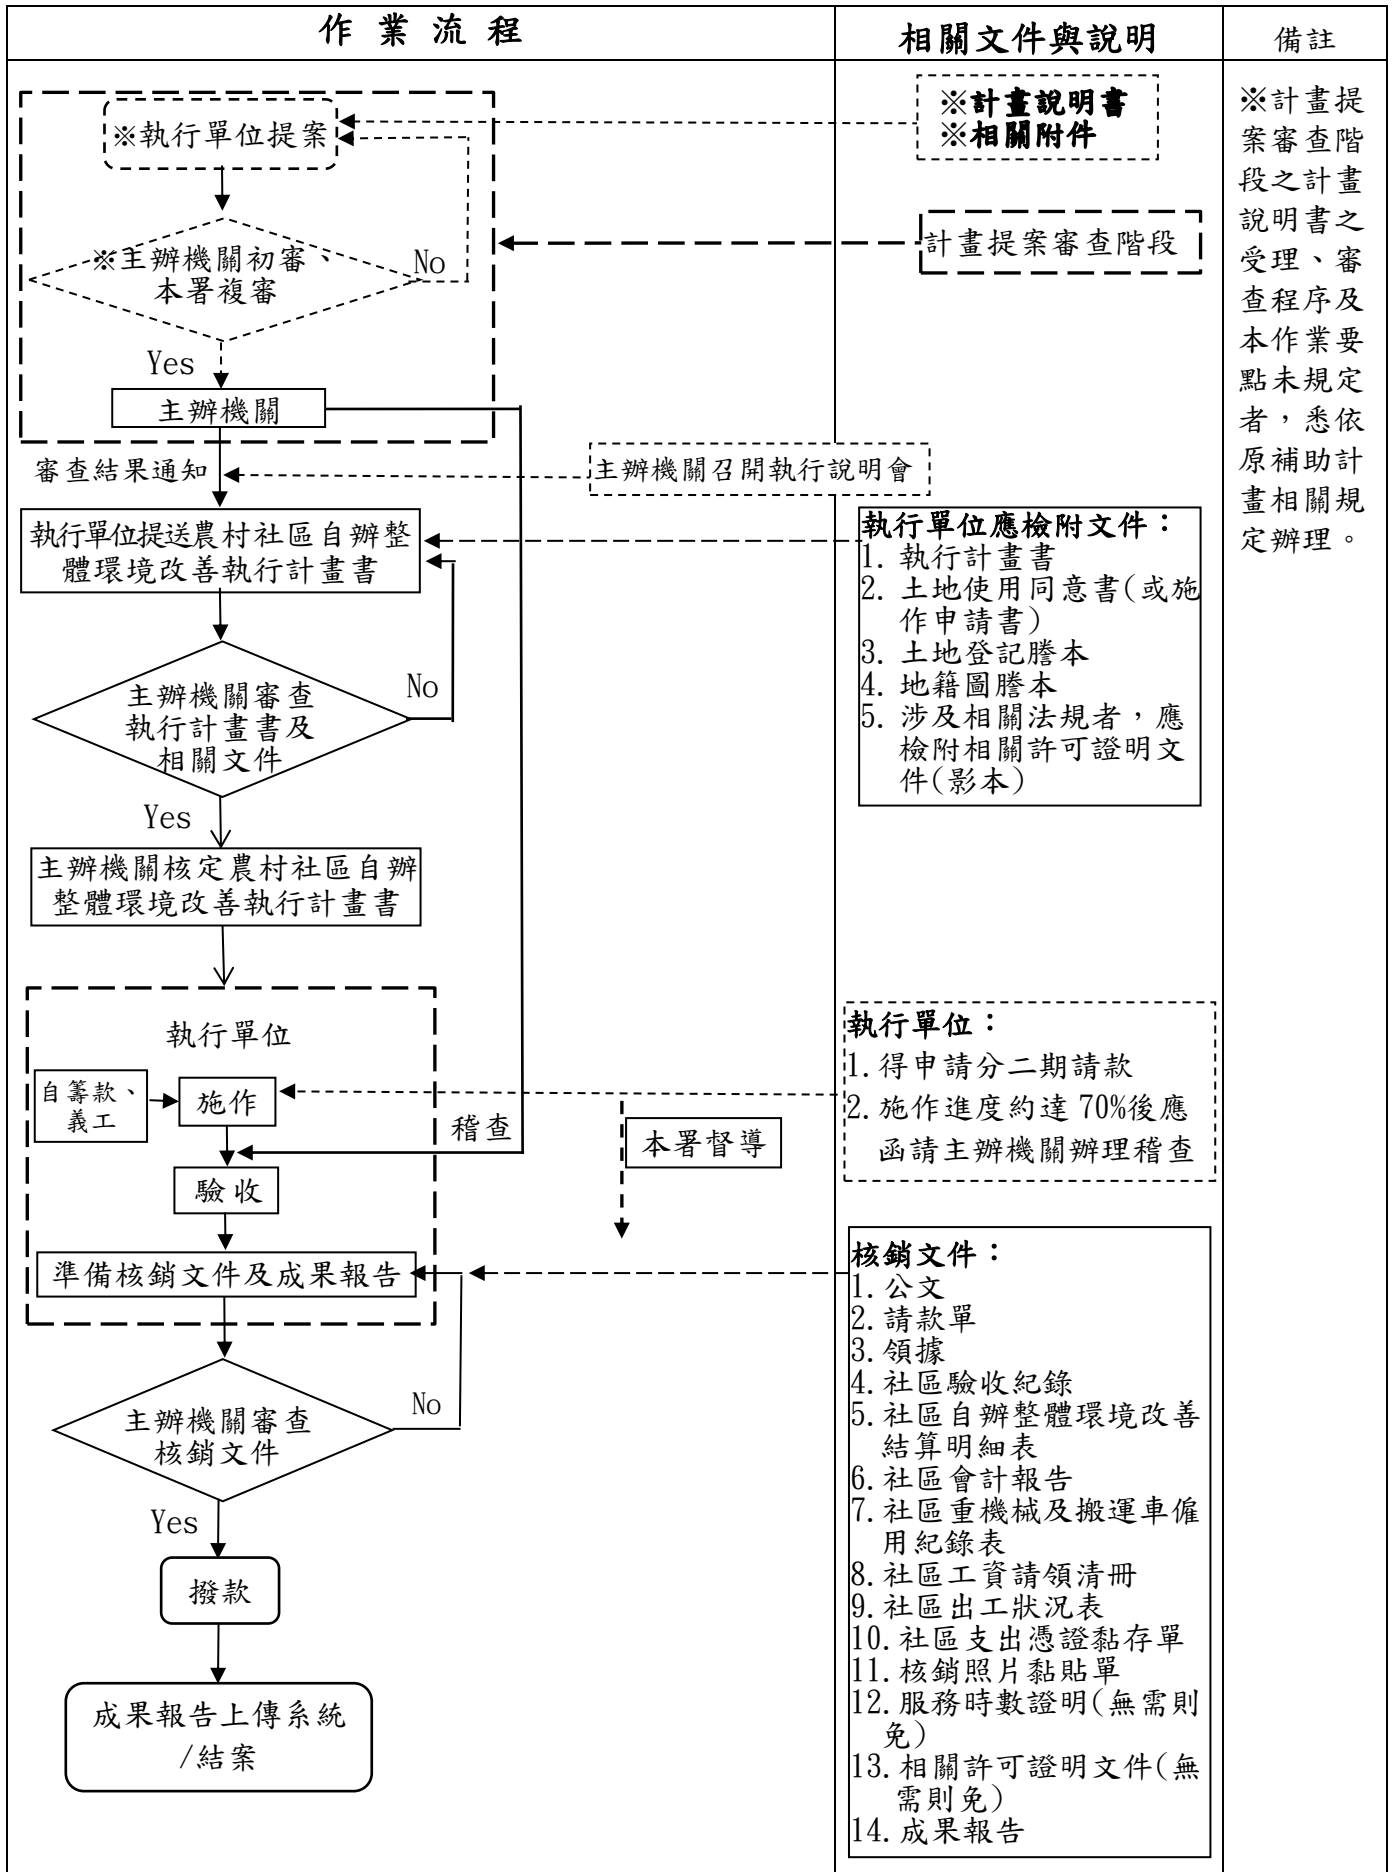 作業流程
相關文件與說明
備註
※執行單位提案
※主辦機關初審、
本署複審
No
Yes
主辦機關
審查結果通知
執行單位提送農村社區自辦整
體環境改善執行計畫書
主辦機關審查
執行計畫書及
相關文件
No
Yes
主辦機關核定農村社區自辦
整體環境改善執行計畫書
執行單位
自籌款、
義工
施作
稽查
驗收
準備核銷文件及成果報告
主辦機關審查
核銷文件
No
Yes
撥款
成果報告上傳系統
/結案
本署督導
※計畫說明書
※相關附件
計畫提案審查階段
主辦機關召開執行說明會
執行單位應檢附文件：
1. 執行計畫書
2. 土地使用同意書(或施
作申請書)
3. 土地登記謄本
4. 地籍圖謄本
5. 涉及相關法規者，應
檢附相關許可證明文
件(影本)
執行單位：
1.得申請分二期請款
2.施作進度約達 70%後應
函請主辦機關辦理稽查
核銷文件：
1.公文
2.請款單
3.領據
4.社區驗收紀錄
5.社區自辦整體環境改善
結算明細表
6.社區會計報告
7.社區重機械及搬運車僱
用紀錄表
8.社區工資請領清冊
9.社區出工狀況表
10.社區支出憑證黏存單
11.核銷照片黏貼單
12.服務時數證明(無需則
免)
13.相關許可證明文件(無
需則免)
14.成果報告
※計畫提
案審查階
段之計畫
說明書之
受理、審
查程序及
本作業要
點未規定
者，悉依
原補助計
畫相關規
定辦理。